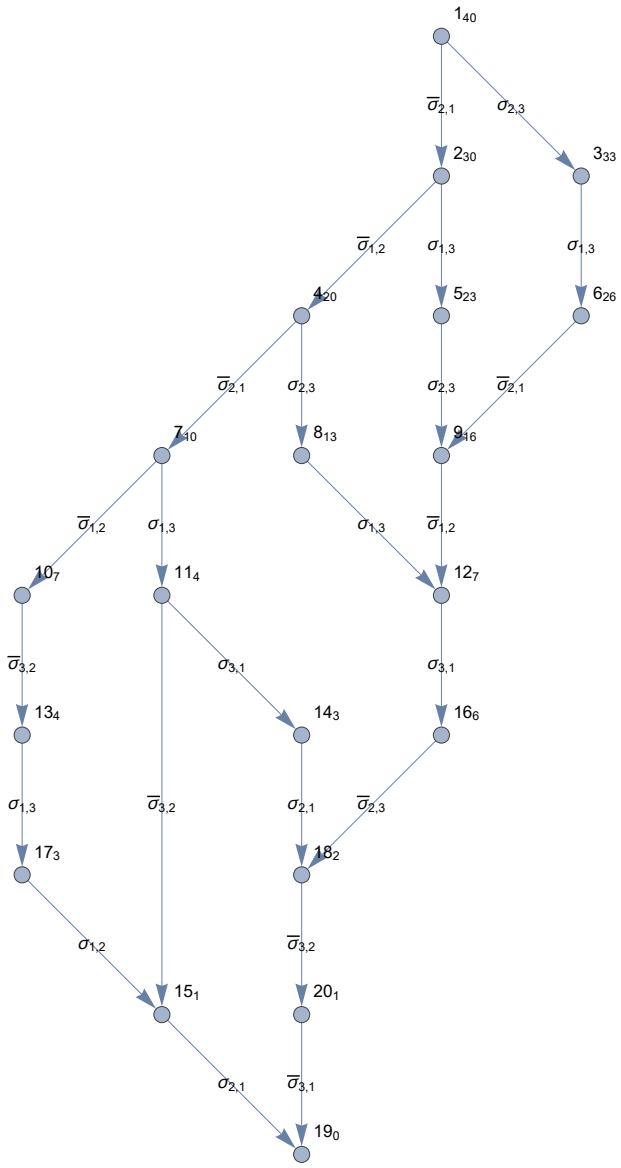 1₄₀
σ̅₂,₁ σ₂,₃
2₃₀ 3₃₃
σ̅₁,₂ σ₁,₃ σ₁,₃
4₂₀ 5₂₃ 6₂₆
σ̅₂,₁ σ₂,₃ σ₂,₃ σ̅₂,₁
7₁₀ 8₁₃ 9₁₆
σ̅₁,₂ σ₁,₃ σ₁,₃ σ̅₁,₂
10₇ 11₄ 12₇
σ̅₃,₂ σ₃,₁ σ₃,₁
13₄ 14₃ 16₆
σ₁,₃ σ̅₃,₂ σ₂,₁ σ̅₂,₃
17₃ 18₂
σ₁,₂ σ̅₃,₂
15₁ 20₁
σ₂,₁ σ̅₃,₁
19₀